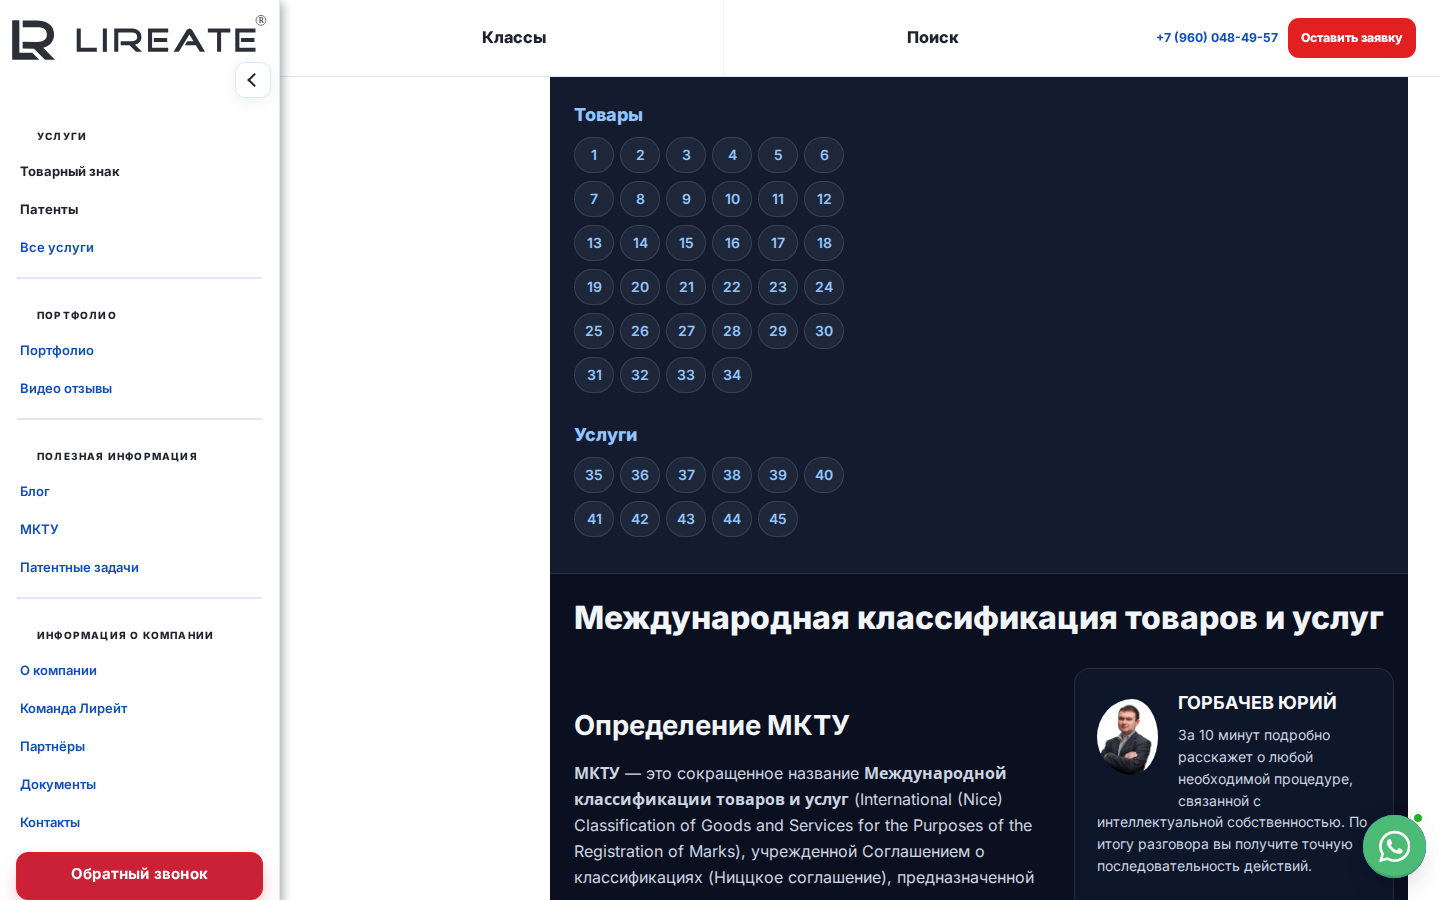 LIREATE®
УСЛУГИ
Товарный знак
Патенты
Все услуги
ПОРТФОЛИО
Портфолио
Видео отзывы
ПОЛЕЗНАЯ ИНФОРМАЦИЯ
Блог
МКТУ
Патентные задачи
ИНФОРМАЦИЯ О КОМПАНИИ
О компании
Команда Лирейт
Партнёры
Документы
Контакты
Обратный звонок
Классы
Поиск
+7 (960) 048-49-57
Оставить заявку
Товары
1 2 3 4 5 6
7 8 9 10 11 12
13 14 15 16 17 18
19 20 21 22 23 24
25 26 27 28 29 30
31 32 33 34
Услуги
35 36 37 38 39 40
41 42 43 44 45
Международная классификация товаров и услуг
Определение МКТУ
МКТУ — это сокращенное название Международной
классификации товаров и услуг (International (Nice)
Classification of Goods and Services for the Purposes of the
Registration of Marks), учрежденной Соглашением о
классификациях (Ниццкое соглашение), предназначенной
ГОРБАЧЕВ ЮРИЙ
За 10 минут подробно
расскажет о любой
необходимой процедуре,
связанной с
интеллектуальной собственностью. По
итогу разговора вы получите точную
последовательность действий.